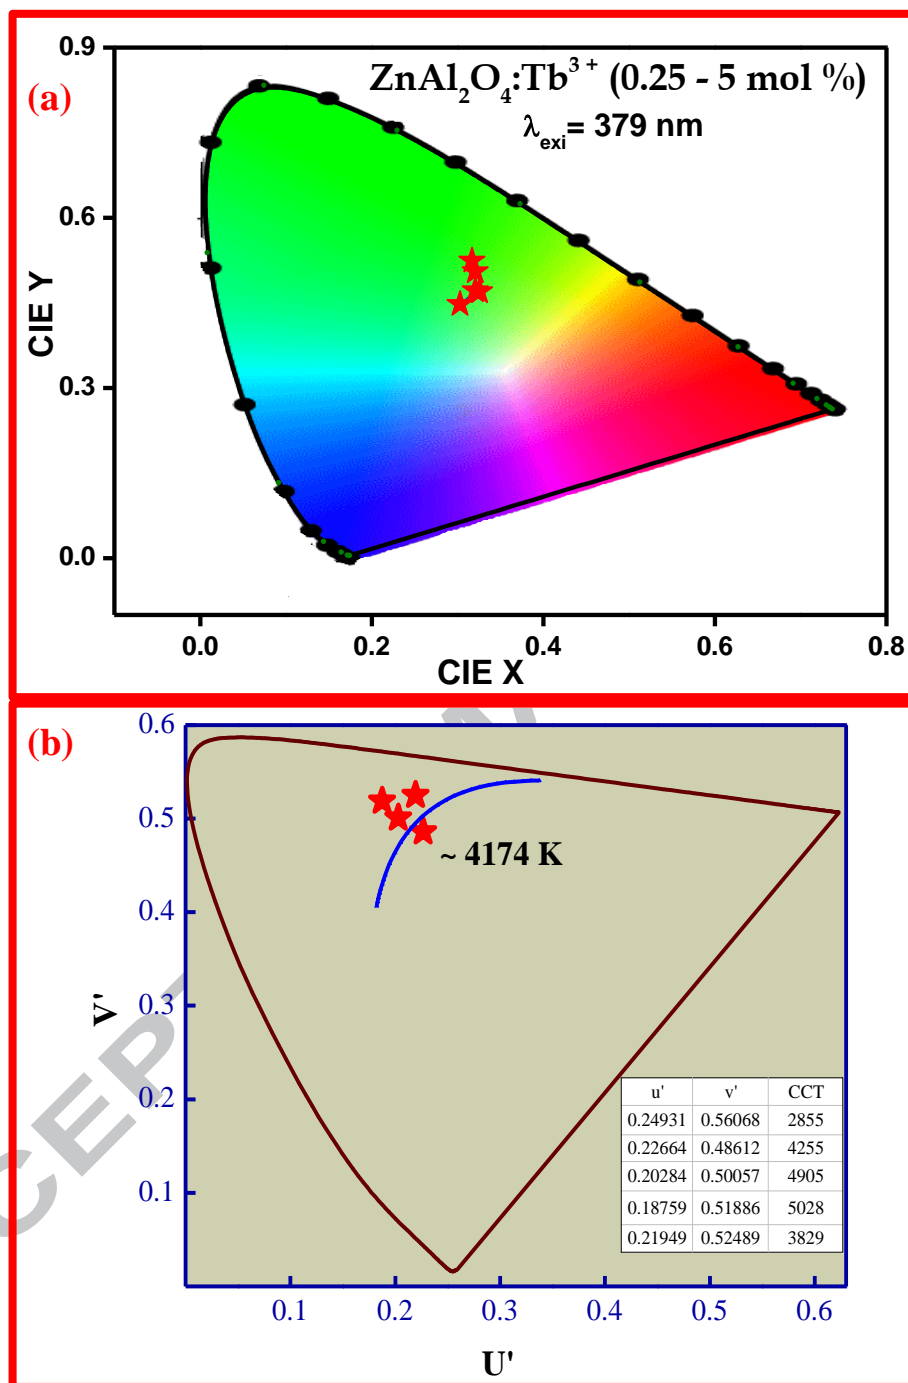 (a)
ZnAl₂O₄:Tb³⁺ (0.25 - 5 mol %)
λexi= 379 nm
0.9
0.6
0.3
0.0
CIE Y
0.0 0.2 0.4 0.6 0.8
CIE X
(b)
0.6
0.5
0.4
0.3
0.2
0.1
V'
~ 4174 K
u' v' CCT
0.24931 0.56068 2855
0.22664 0.48612 4255
0.20284 0.50057 4905
0.18759 0.51886 5028
0.21949 0.52489 3829
0.1 0.2 0.3 0.4 0.5 0.6
U'
CEPT